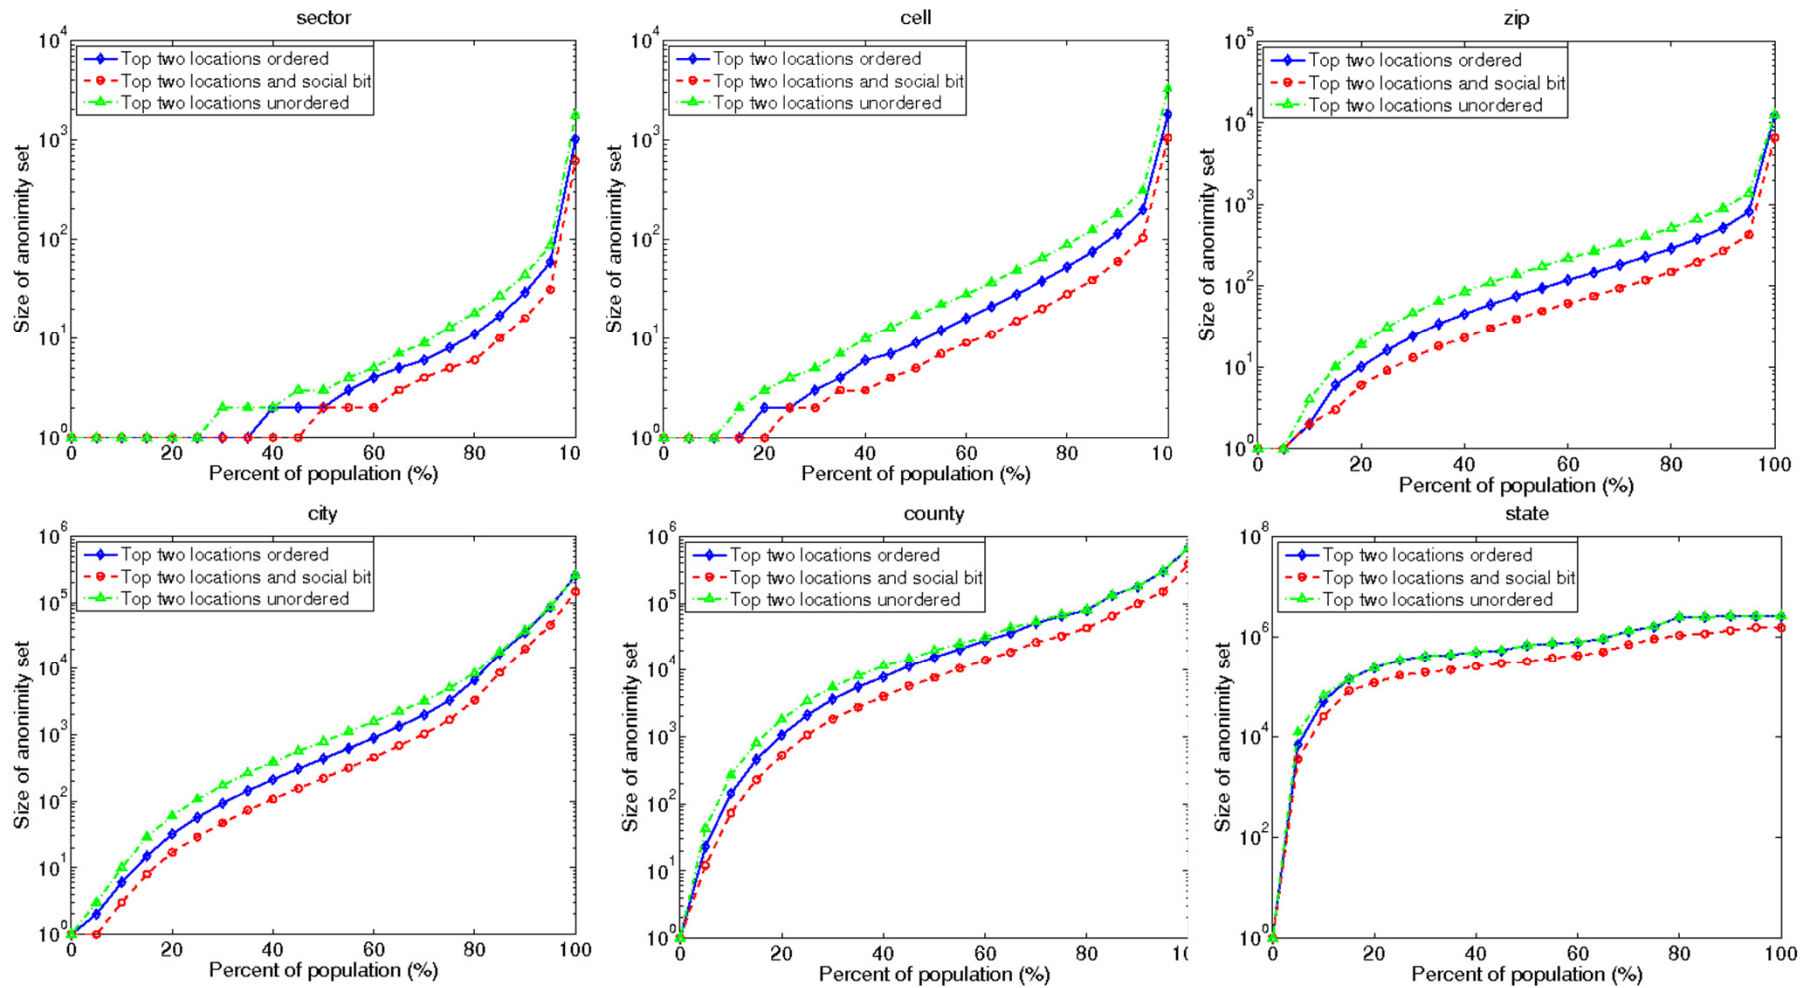 sector
10^4
10^3
10^2
10^1
10^0
Size of anonimity set
Top two locations ordered
Top two locations and social bit
Top two locations unordered
0 20 40 60 80 10
Percent of population (%)
cell
10^4
10^3
10^2
10^1
10^0
Size of anonimity set
Top two locations ordered
Top two locations and social bit
Top two locations unordered
0 20 40 60 80 10
Percent of population (%)
zip
10^5
10^4
10^3
10^2
10^1
10^0
Size of anonimity set
Top two locations ordered
Top two locations and social bit
Top two locations unordered
0 20 40 60 80 100
Percent of population (%)
city
10^6
10^5
10^4
10^3
10^2
10^1
10^0
Size of anonimity set
Top two locations ordered
Top two locations and social bit
Top two locations unordered
0 20 40 60 80 100
Percent of population (%)
county
10^6
10^5
10^4
10^3
10^2
10^1
10^0
Size of anonimity set
Top two locations ordered
Top two locations and social bit
Top two locations unordered
0 20 40 60 80 10
Percent of population (%)
state
10^8
10^6
10^4
10^2
10^0
Size of anonimity set
Top two locations ordered
Top two locations and social bit
Top two locations unordered
0 20 40 60 80 100
Percent of population (%)